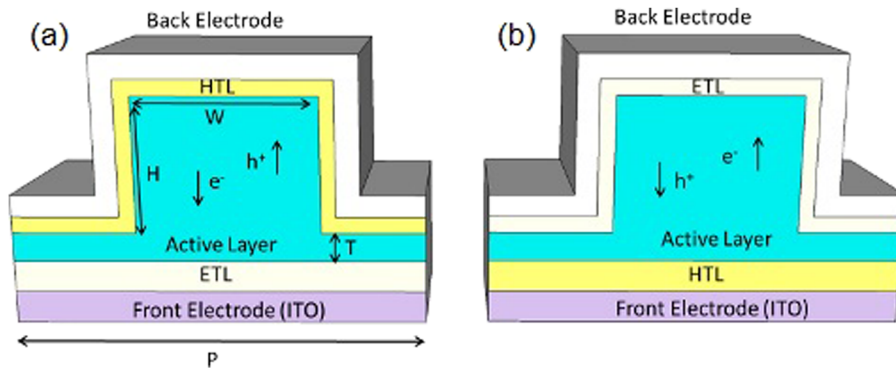 Back Electrode
(a)
HTL
W
H
h⁺
e⁻
Active Layer
T
ETL
Front Electrode (ITO)
P
Back Electrode
(b)
ETL
e⁻
h⁺
Active Layer
HTL
Front Electrode (ITO)